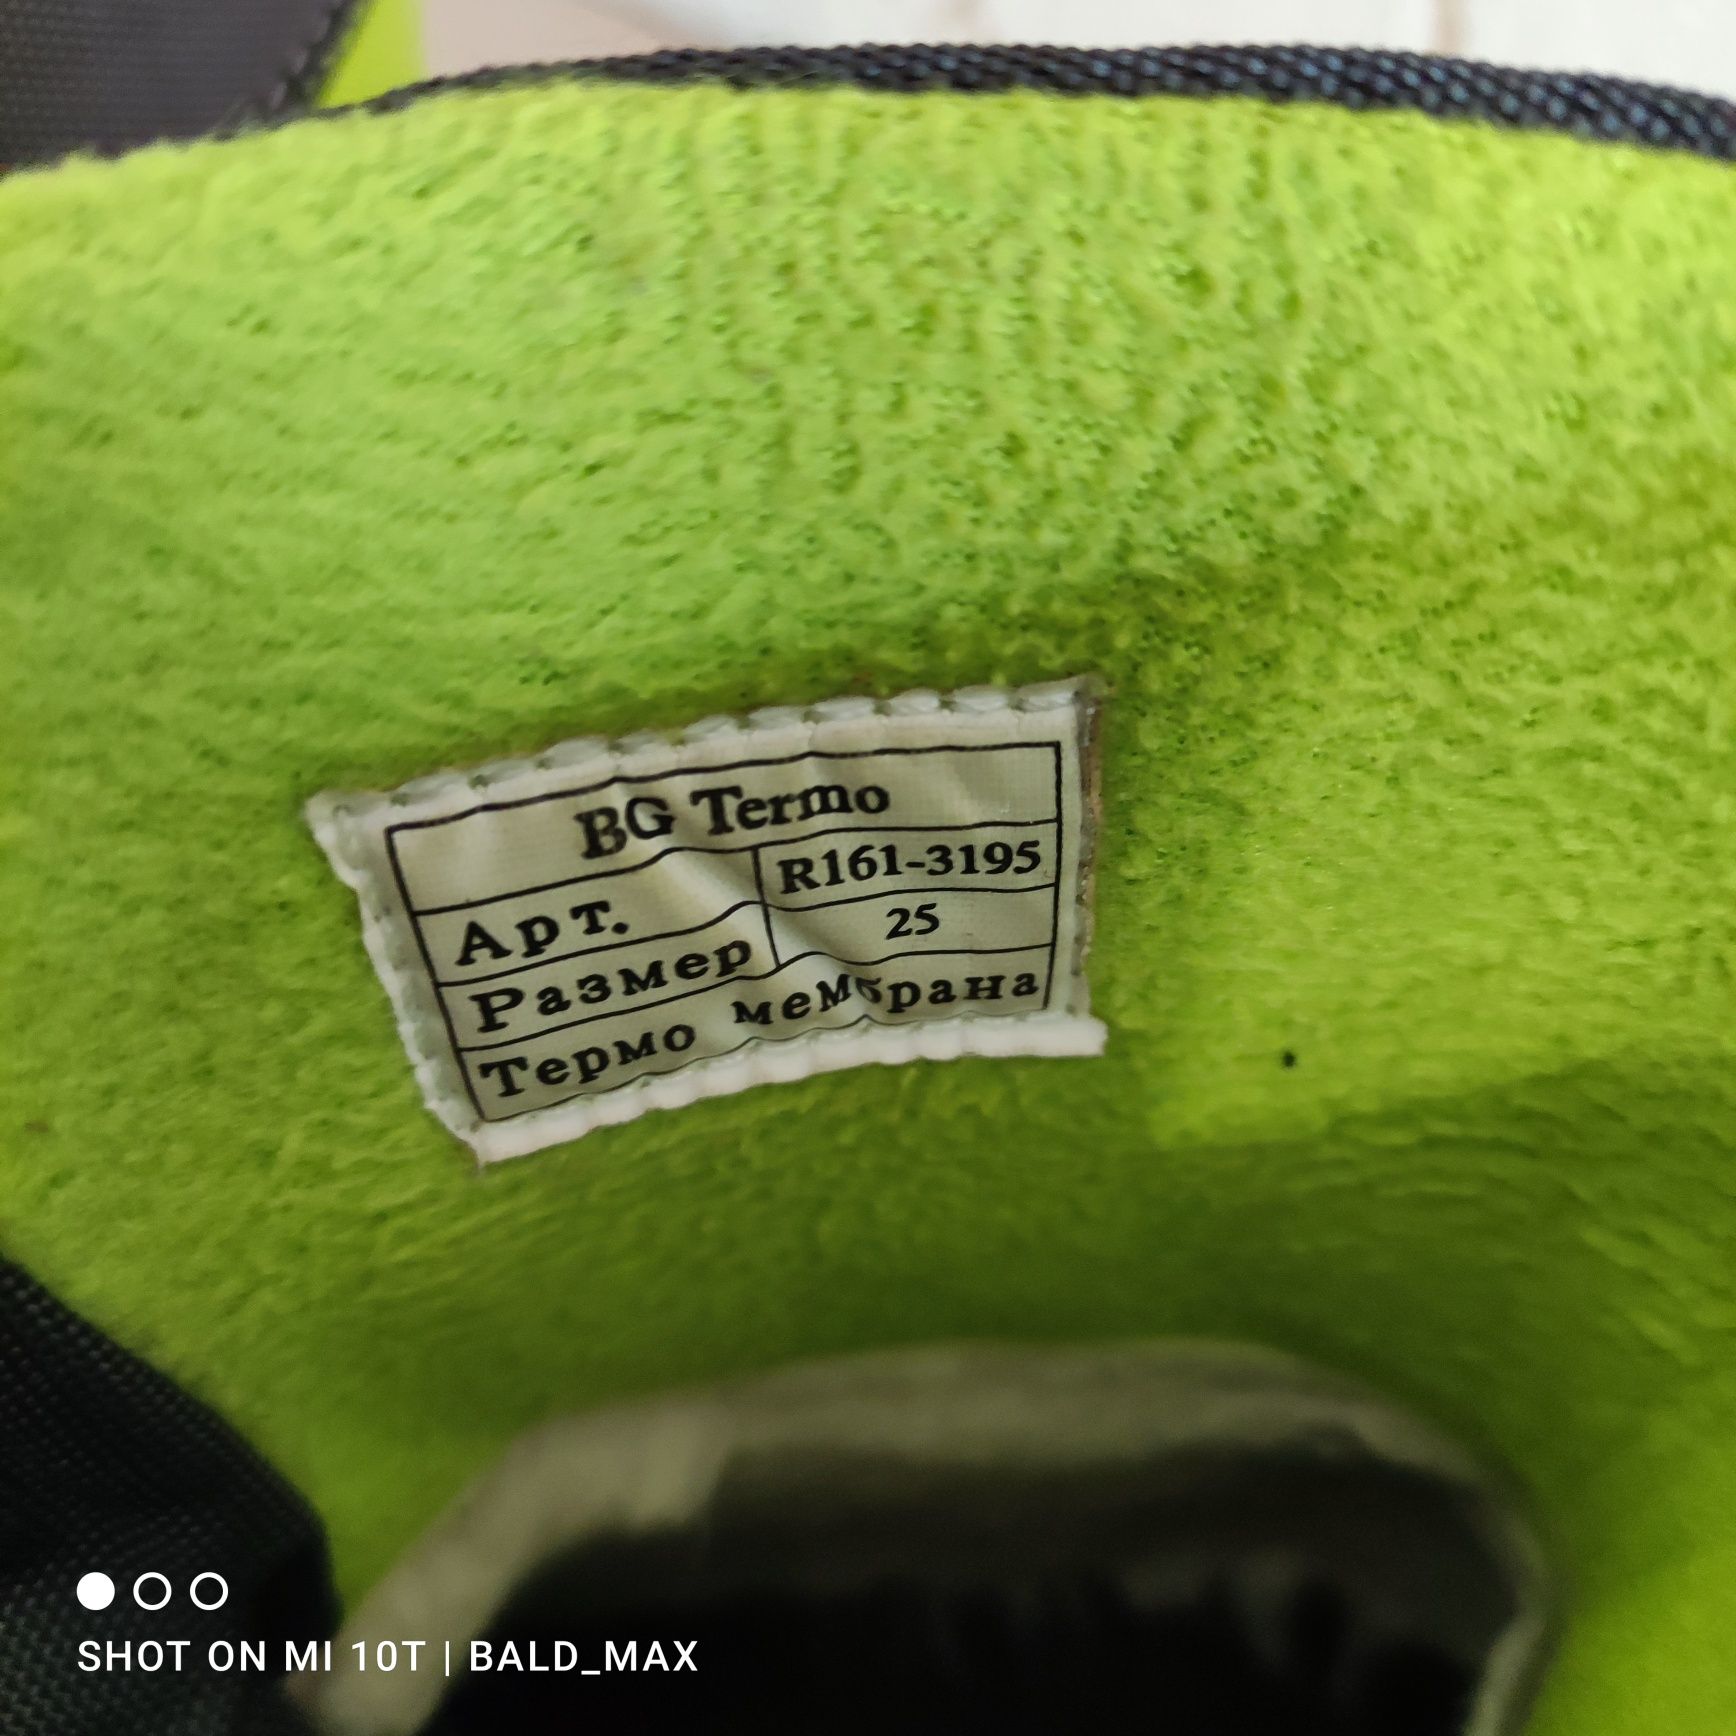 BG Termo
Арт. R161-3195
Размер 25
Термо мембрана
SHOT ON MI 10T | BALD_MAX